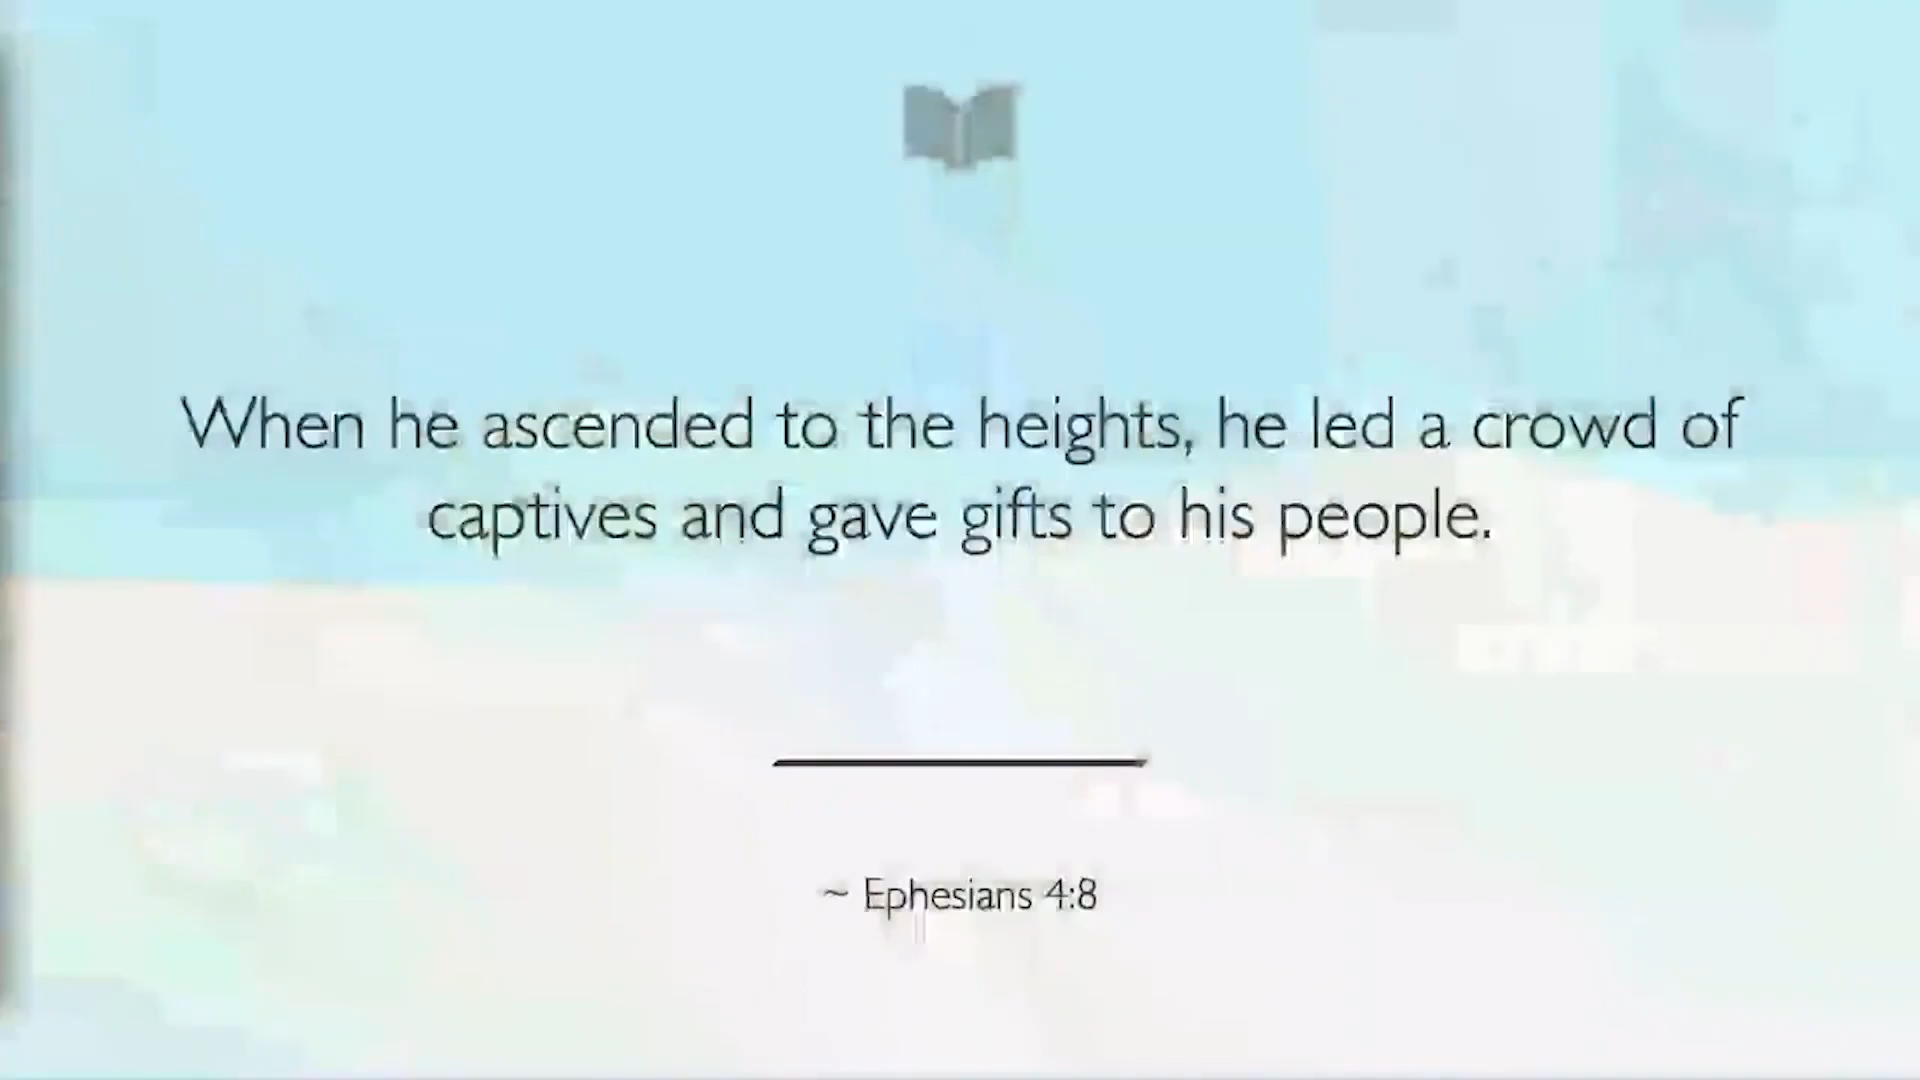 When he ascended to the heights, he led a crowd of
captives and gave gifts to his people.
~ Ephesians 4:8